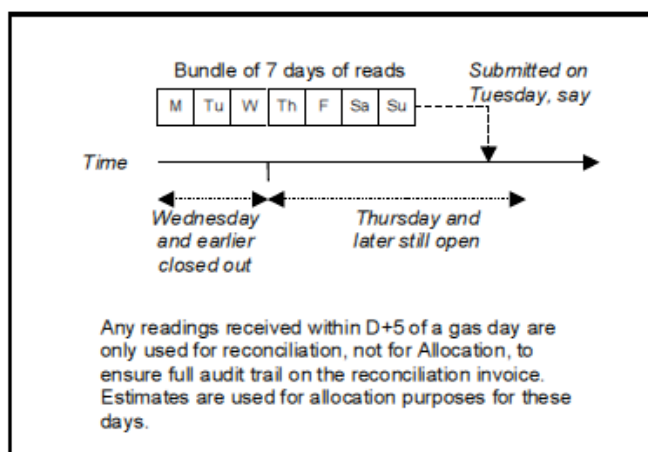 Bundle of 7 days of reads
Submitted on
Tuesday, say
M Tu W Th F Sa Su
Time
Wednesday
and earlier
closed out
Thursday and
later still open
Any readings received within D+5 of a gas day are
only used for reconciliation, not for Allocation, to
ensure full audit trail on the reconciliation invoice.
Estimates are used for allocation purposes for these
days.